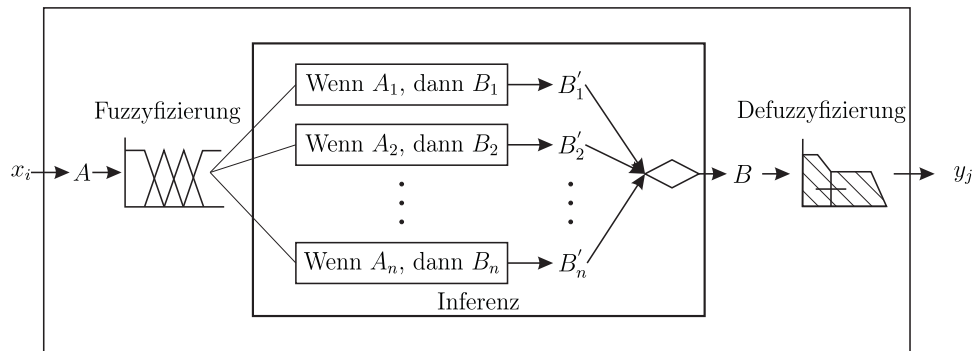 Fuzzyfizierung
x_i
A
Wenn A_1, dann B_1
B'_1
Wenn A_2, dann B_2
B'_2
Wenn A_n, dann B_n
B'_n
Inferenz
B
Defuzzyfizierung
y_j